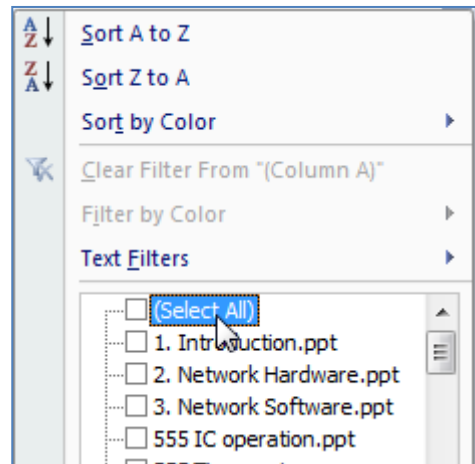 A
Z
Sort A to Z
Z
A
Sort Z to A
Sort by Color
Clear Filter From "(Column A)"
Filter by Color
Text Filters
(Select All)
1. Introduction.ppt
2. Network Hardware.ppt
3. Network Software.ppt
555 IC operation.ppt